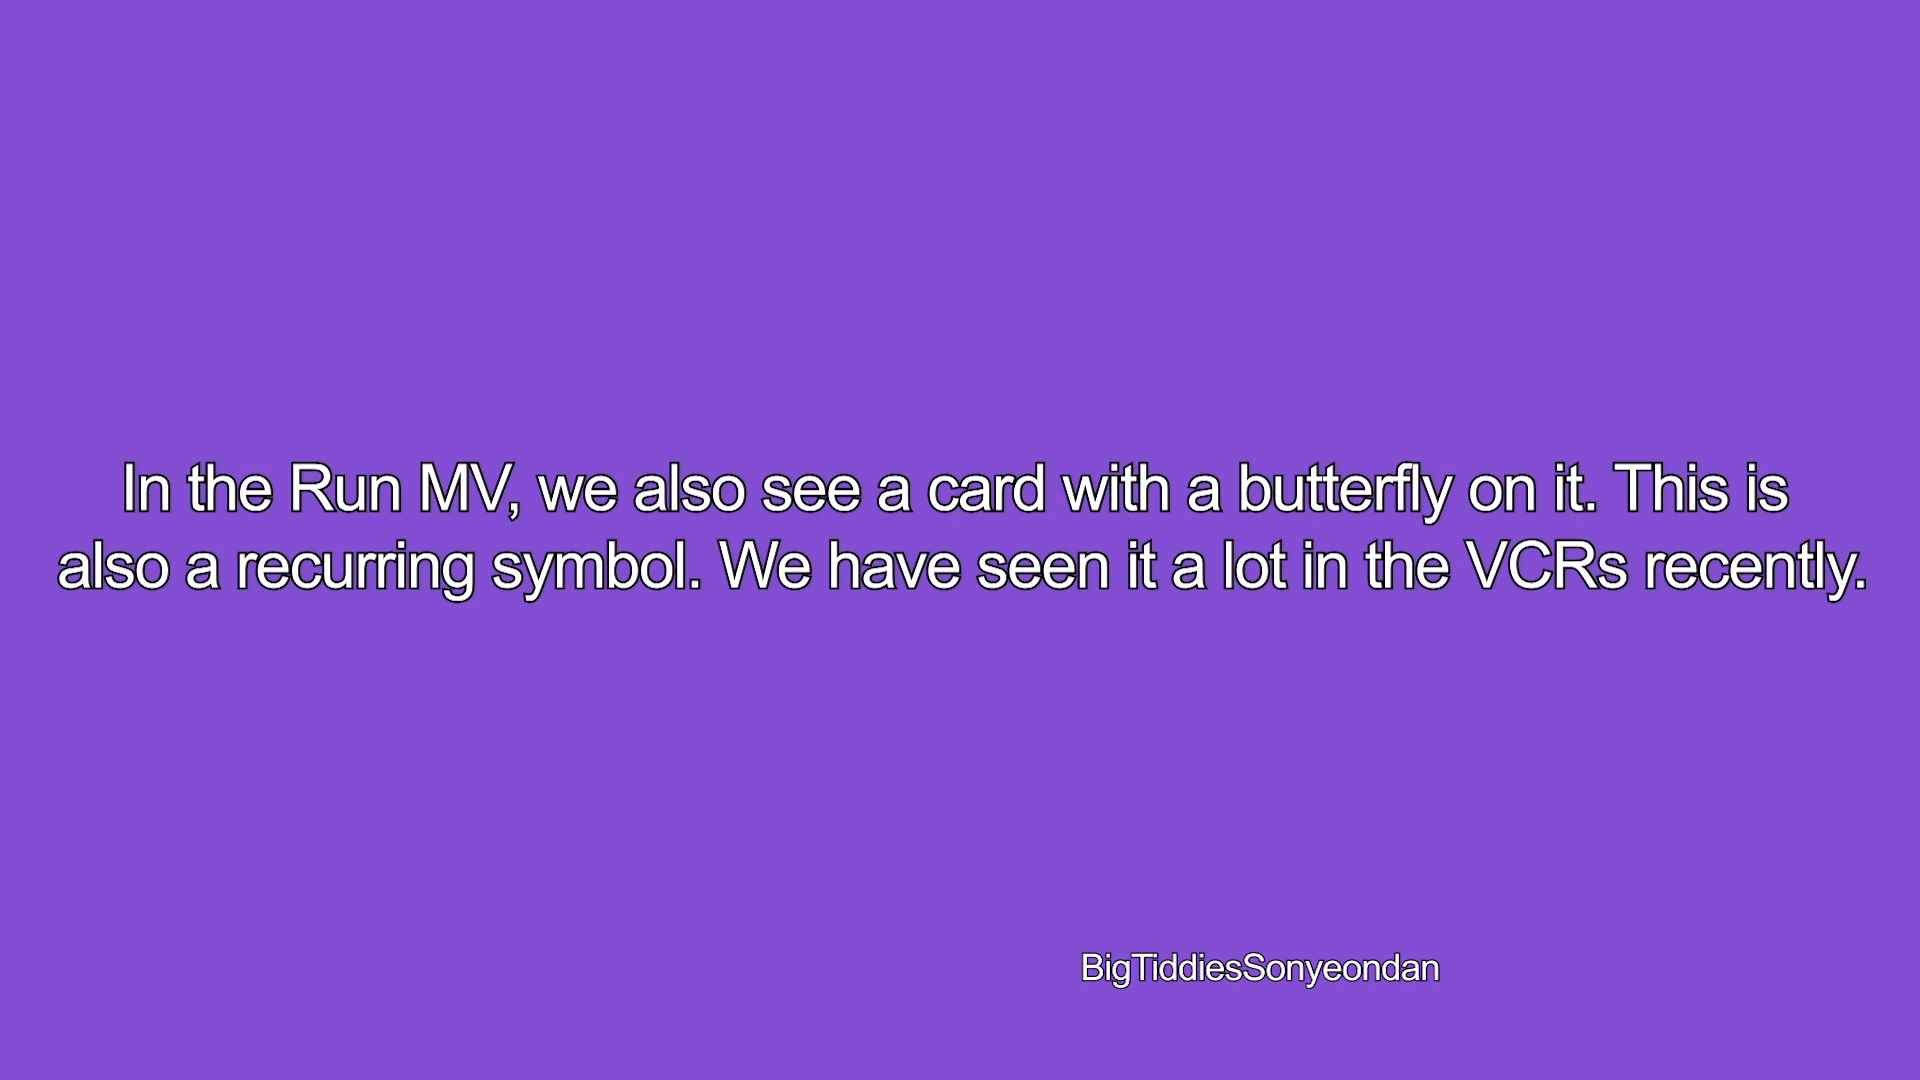 In the Run MV, we also see a card with a butterfly on it. This is
also a recurring symbol. We have seen it a lot in the VCRs recently.
BigTiddiesSonyeondan